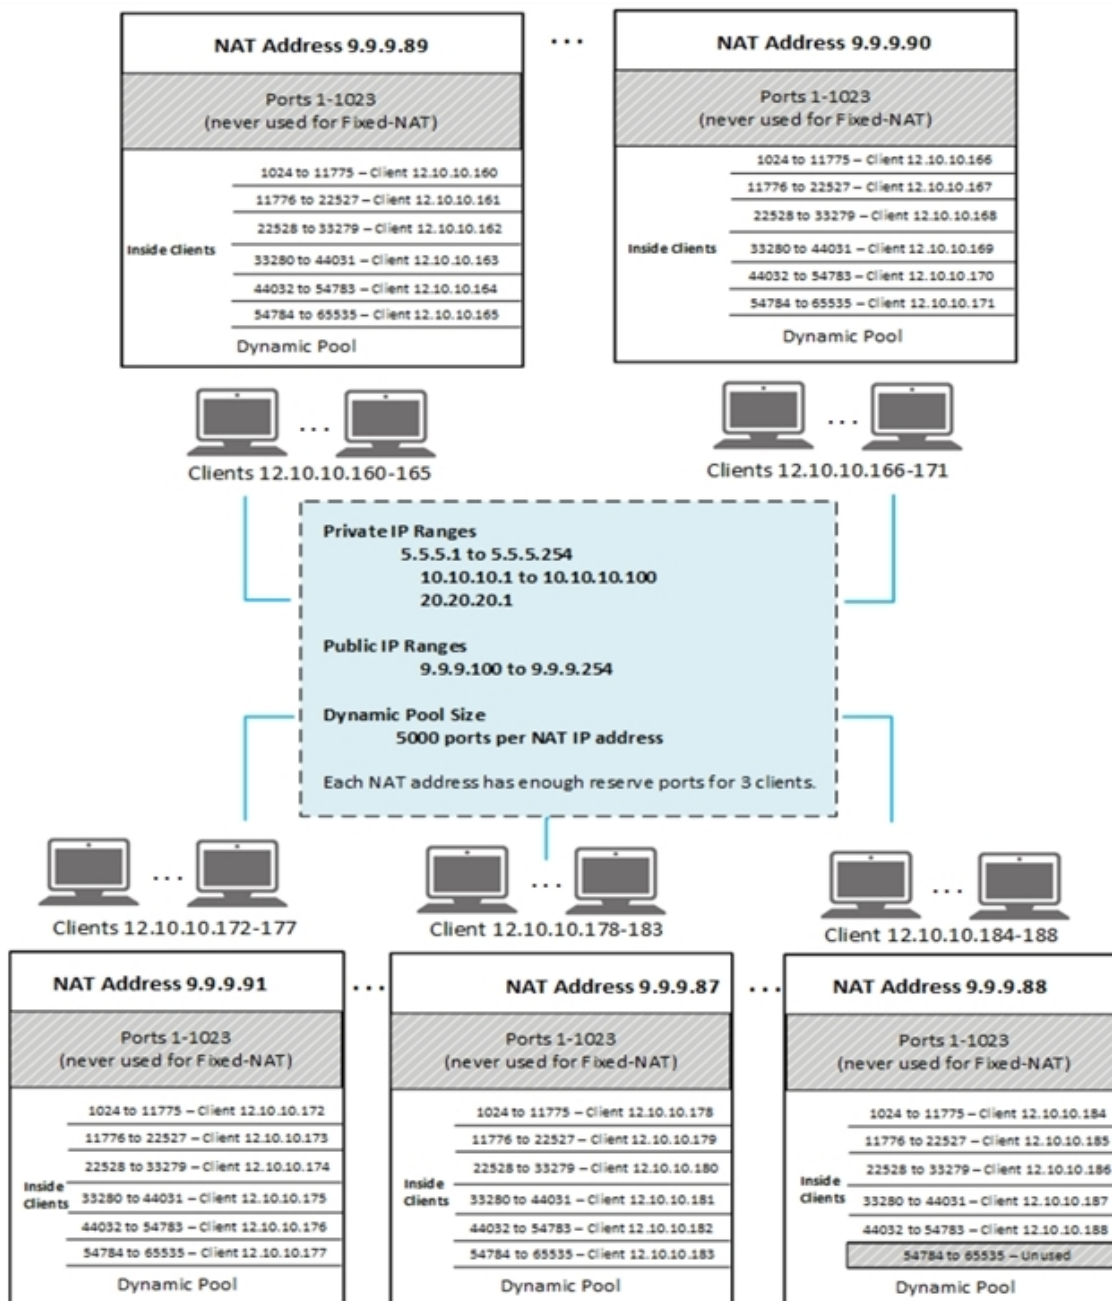 NAT Address 9.9.9.89
Ports 1-1023
(never used for Fixed-NAT)
Inside Clients
1024 to 11775 – Client 12.10.10.160
11776 to 22527 – Client 12.10.10.161
22528 to 33279 – Client 12.10.10.162
33280 to 44031 – Client 12.10.10.163
44032 to 54783 – Client 12.10.10.164
54784 to 65535 – Client 12.10.10.165
Dynamic Pool
...
NAT Address 9.9.9.90
Ports 1-1023
(never used for Fixed-NAT)
Inside Clients
1024 to 11775 – Client 12.10.10.166
11776 to 22527 – Client 12.10.10.167
22528 to 33279 – Client 12.10.10.168
33280 to 44031 – Client 12.10.10.169
44032 to 54783 – Client 12.10.10.170
54784 to 65535 – Client 12.10.10.171
Dynamic Pool
...
Clients 12.10.10.160-165
...
Clients 12.10.10.166-171
Private IP Ranges
5.5.5.1 to 5.5.5.254
10.10.10.1 to 10.10.10.100
20.20.20.1
Public IP Ranges
9.9.9.100 to 9.9.9.254
Dynamic Pool Size
5000 ports per NAT IP address
Each NAT address has enough reserve ports for 3 clients.
...
Clients 12.10.10.172-177
...
Client 12.10.10.178-183
...
Client 12.10.10.184-188
NAT Address 9.9.9.91
Ports 1-1023
(never used for Fixed-NAT)
Inside
Clients
1024 to 11775 – Client 12.10.10.172
11776 to 22527 – Client 12.10.10.173
22528 to 33279 – Client 12.10.10.174
33280 to 44031 – Client 12.10.10.175
44032 to 54783 – Client 12.10.10.176
54784 to 65535 – Client 12.10.10.177
Dynamic Pool
...
NAT Address 9.9.9.87
Ports 1-1023
(never used for Fixed-NAT)
Inside
Clients
1024 to 11775 – Client 12.10.10.178
11776 to 22527 – Client 12.10.10.179
22528 to 33279 – Client 12.10.10.180
33280 to 44031 – Client 12.10.10.181
44032 to 54783 – Client 12.10.10.182
54784 to 65535 – Client 12.10.10.183
Dynamic Pool
...
NAT Address 9.9.9.88
Ports 1-1023
(never used for Fixed-NAT)
Inside
Clients
1024 to 11775 – Client 12.10.10.184
11776 to 22527 – Client 12.10.10.185
22528 to 33279 – Client 12.10.10.186
33280 to 44031 – Client 12.10.10.187
44032 to 54783 – Client 12.10.10.188
54784 to 65535 – Unused
Dynamic Pool